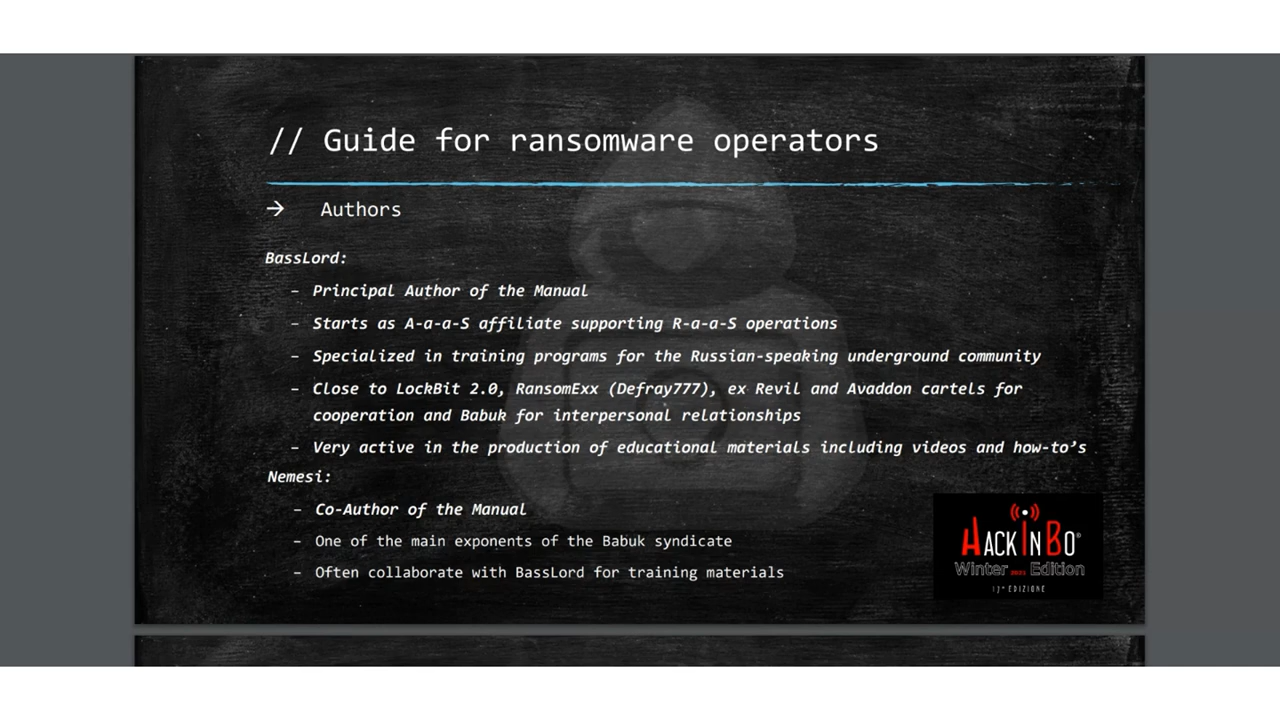 // Guide for ransomware operators
→ Authors
BassLord:
– Principal Author of the Manual
– Starts as A-a-a-S affiliate supporting R-a-a-S operations
– Specialized in training programs for the Russian-speaking underground community
– Close to LockBit 2.0, RansomExx (Defray777), ex Revil and Avaddon cartels for
cooperation and Babuk for interpersonal relationships
– Very active in the production of educational materials including videos and how-to’s
Nemesi:
– Co-Author of the Manual
– One of the main exponents of the Babuk syndicate
– Often collaborate with BassLord for training materials
HACKINBO®
Winter Edition
EDIZIONE